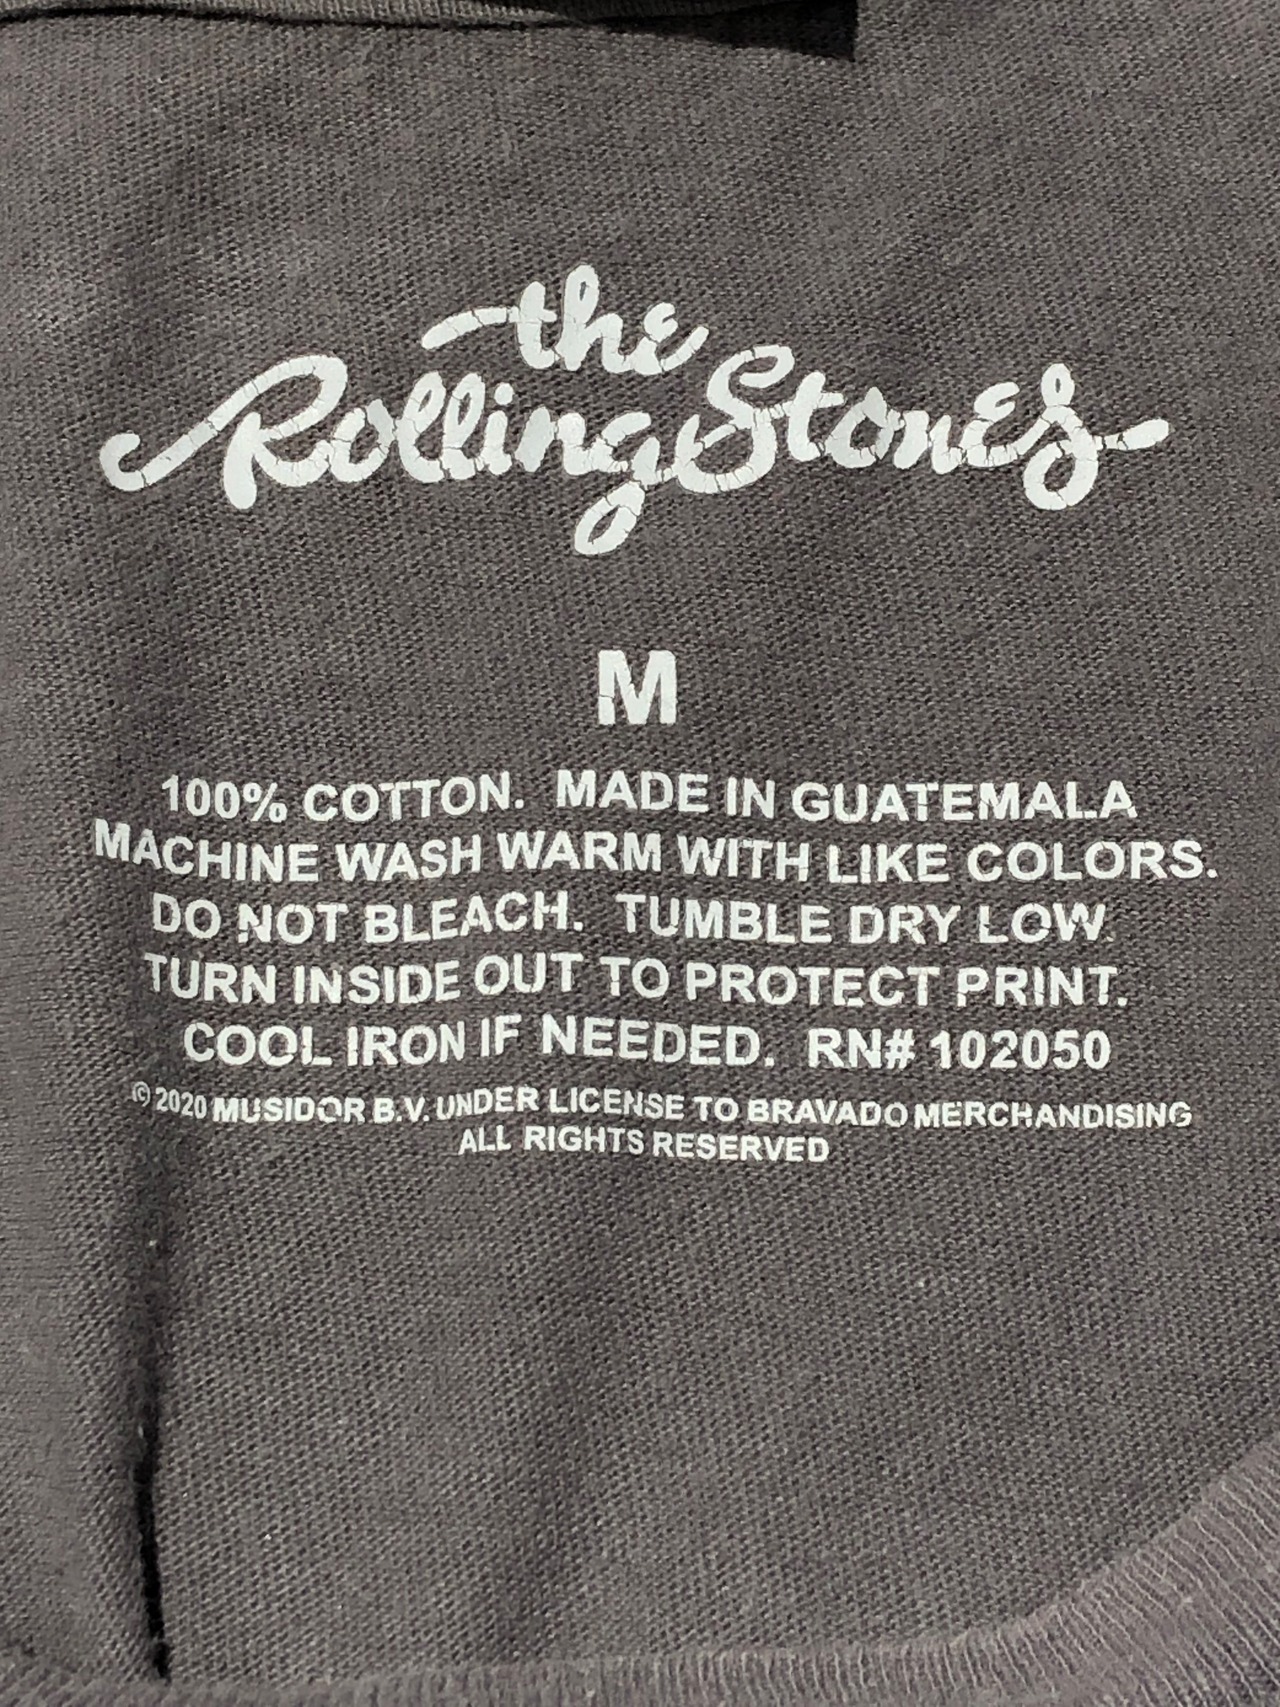 the
Rolling Stones
M
100% COTTON. MADE IN GUATEMALA
MACHINE WASH WARM WITH LIKE COLORS.
DO NOT BLEACH. TUMBLE DRY LOW.
TURN INSIDE OUT TO PROTECT PRINT.
COOL IRON IF NEEDED. RN# 102050
© 2020 MUSIDOR B.V. UNDER LICENSE TO BRAVADO MERCHANDISING
ALL RIGHTS RESERVED